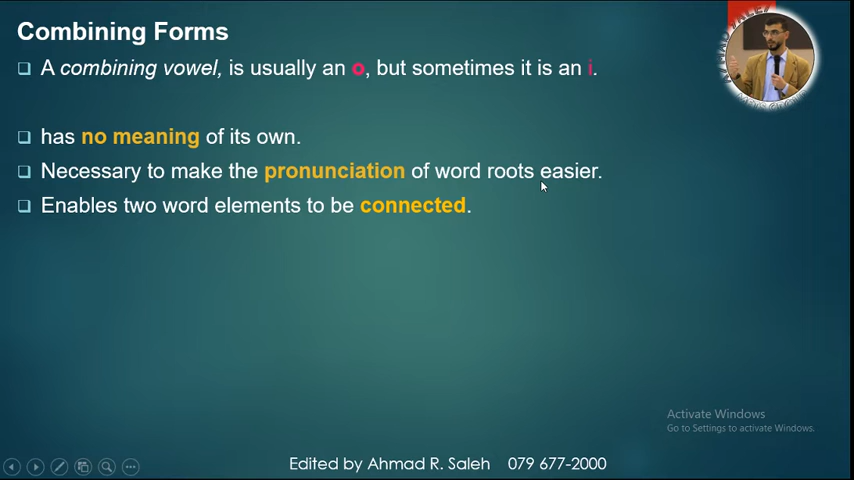 Combining Forms
A combining vowel, is usually an o, but sometimes it is an i.
has no meaning of its own.
Necessary to make the pronunciation of word roots easier.
Enables two word elements to be connected.
Activate Windows
Go to Settings to activate Windows.
Edited by Ahmad R. Saleh 079 677-2000